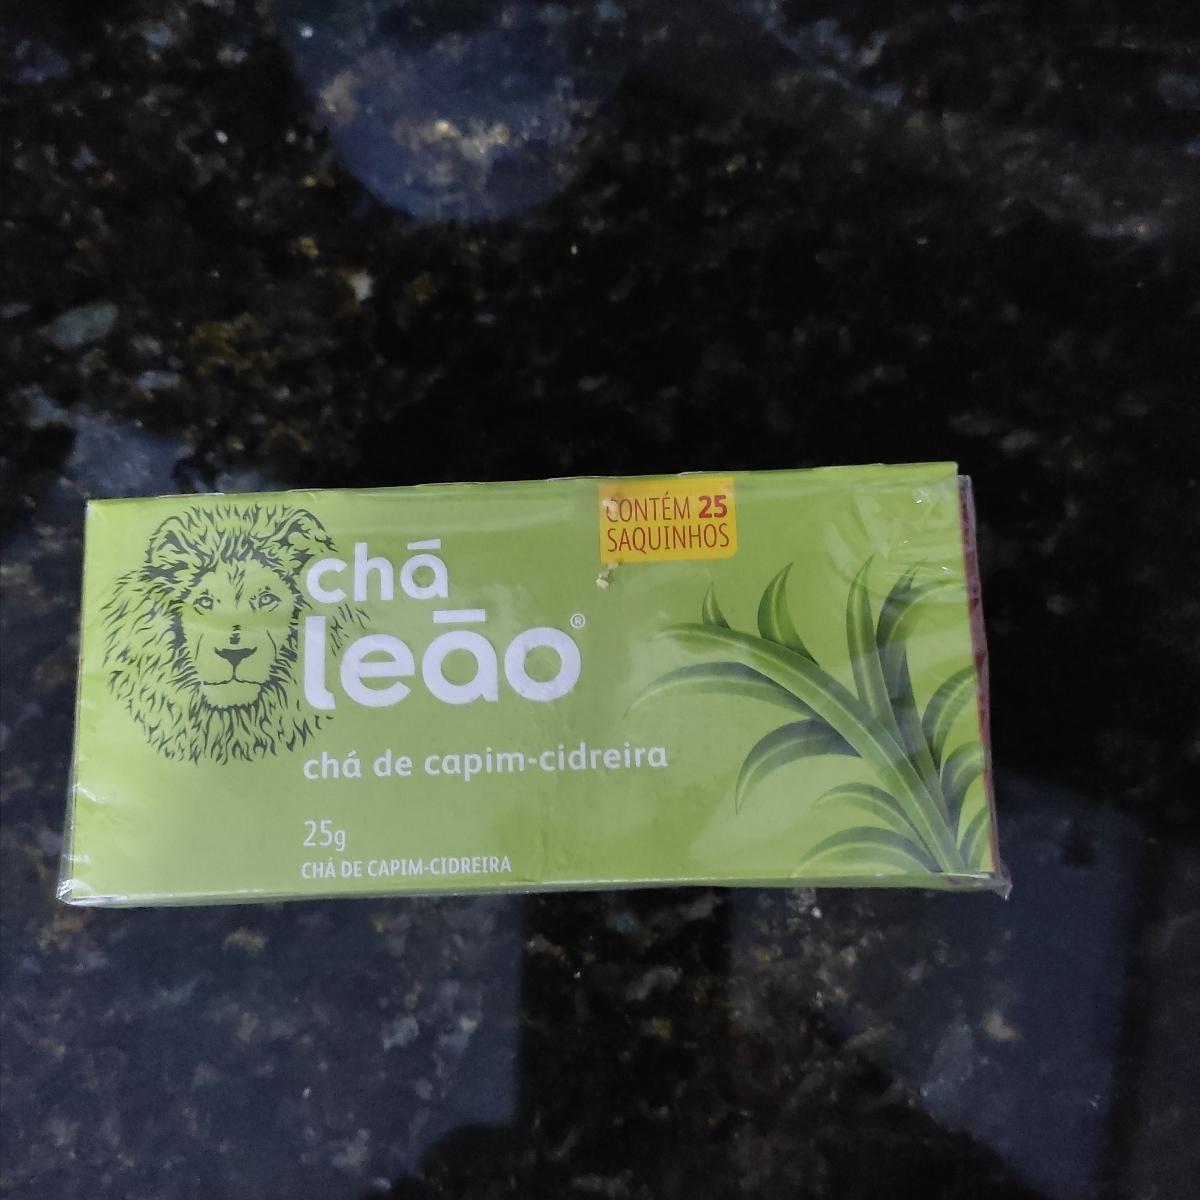 CONTÉM 25
SAQUINHOS
chá
leão®
chá de capim-cidreira
25g
CHÁ DE CAPIM-CIDREIRA